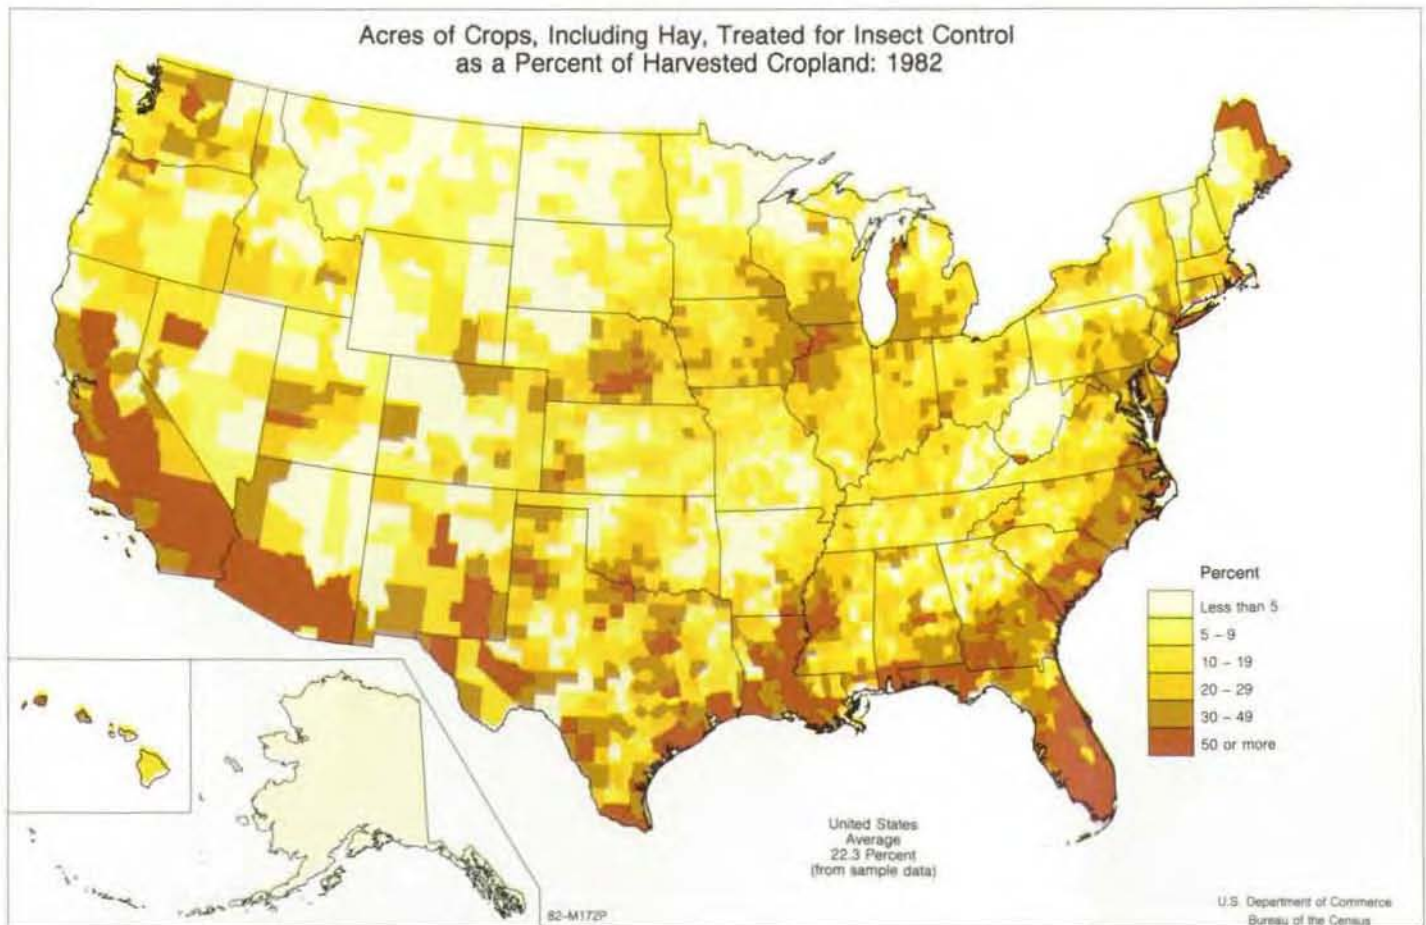 Acres of Crops, Including Hay, Treated for Insect Control
as a Percent of Harvested Cropland: 1982
Percent
Less than 5
5 – 9
10 – 19
20 – 29
30 – 49
50 or more
United States
Average
22.3 Percent
(from sample data)
82-M172P
U.S. Department of Commerce
Bureau of the Census